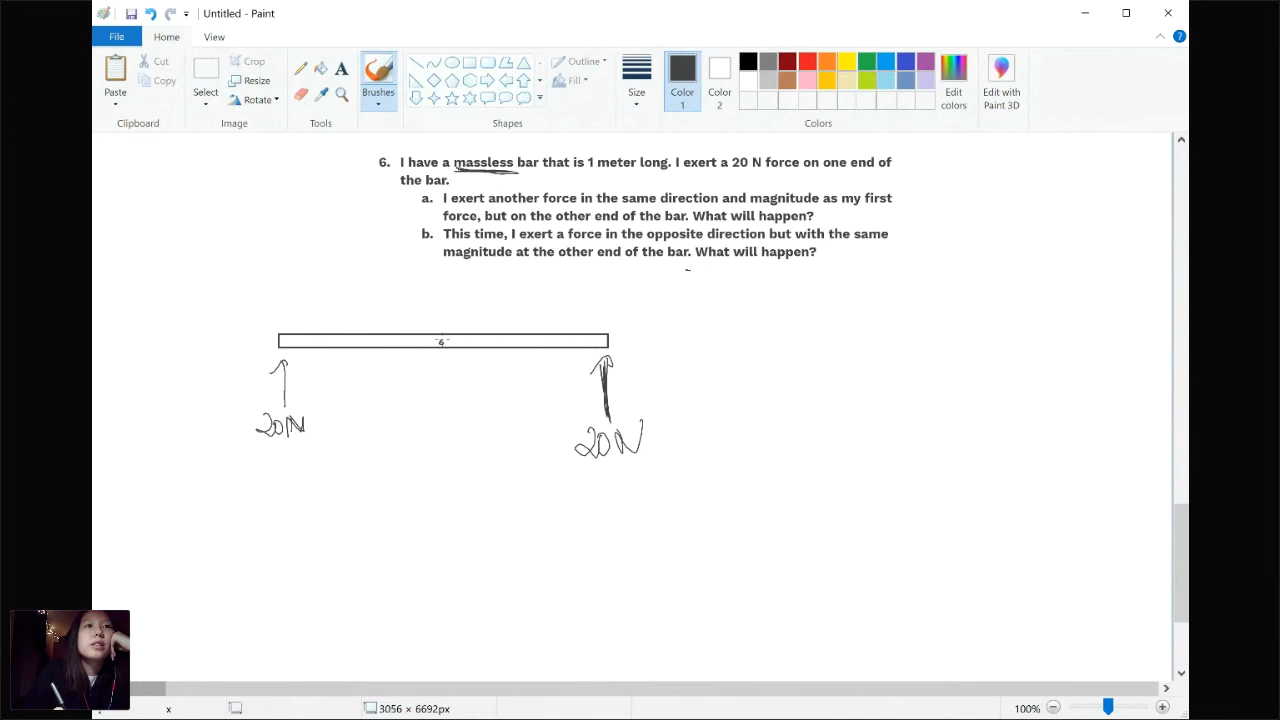 Untitled - Paint
File Home View
Paste
Cut
Copy
Clipboard
Select
Crop
Resize
Rotate
Image
A
Tools
Brushes
Outline
Fill
Shapes
Size
Color 1
Color 2
Edit colors
Edit with Paint 3D
Colors
6. I have a massless bar that is 1 meter long. I exert a 20 N force on one end of
the bar.
a. I exert another force in the same direction and magnitude as my first
force, but on the other end of the bar. What will happen?
b. This time, I exert a force in the opposite direction but with the same
magnitude at the other end of the bar. What will happen?
20N
20N
3056 × 6692px
100%